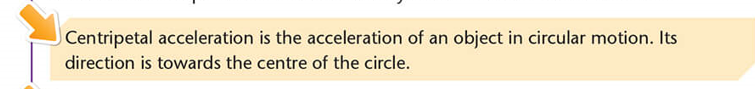 Centripetal acceleration is the acceleration of an object in circular motion. Its
direction is towards the centre of the circle.